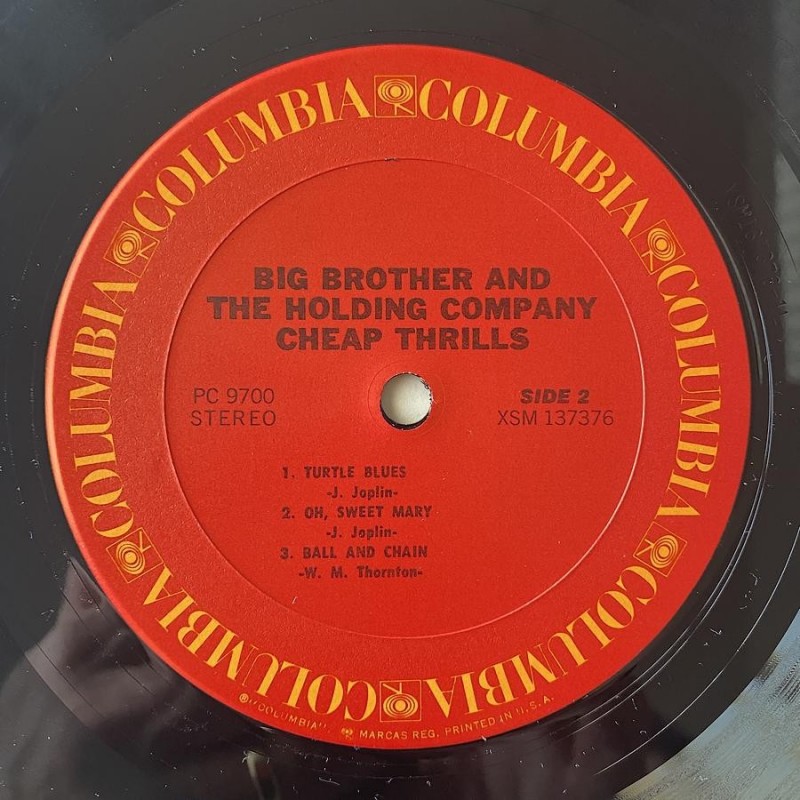 COLUMBIA COLUMBIA COLUMBIA COLUMBIA COLUMBIA COLUMBIA
BIG BROTHER AND
THE HOLDING COMPANY
CHEAP THRILLS
PC 9700
STEREO
SIDE 2
XSM 137376
1. TURTLE BLUES
-J. Joplin-
2. OH, SWEET MARY
-J. Joplin-
3. BALL AND CHAIN
-W. M. Thornton-
®"COLUMBIA" MARCAS REG. PRINTED IN U.S.A.